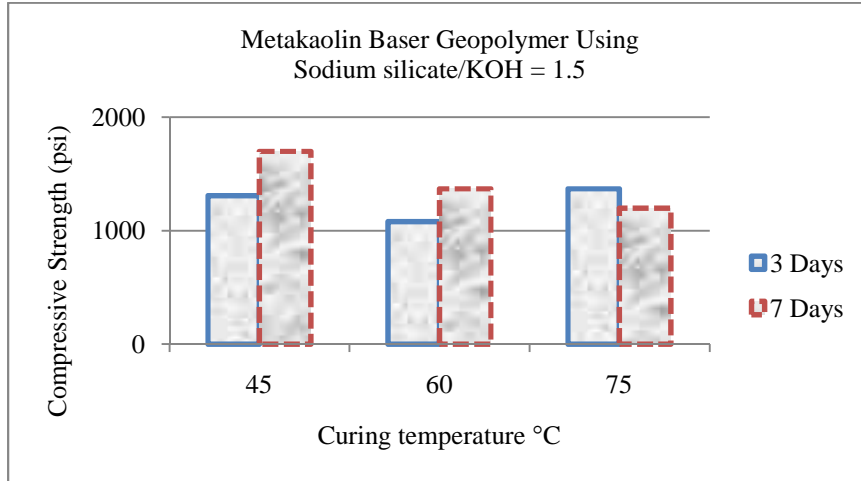 Metakaolin Baser Geopolymer Using
Sodium silicate/KOH = 1.5
Compressive Strength (psi)
2000
1000
0
45 60 75
Curing temperature °C
3 Days
7 Days